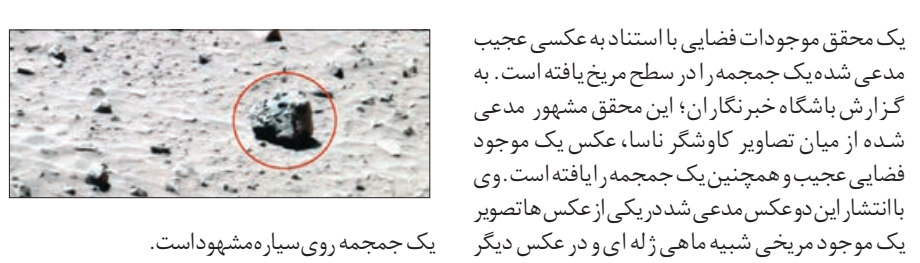 یک محقق موجودات فضایی با استناد به عکسی عجیب
مدعی شده یک جمجمه را در سطح مریخ یافته است. به
گزارش باشگاه خبرنگاران؛ این محقق مشهور مدعی
شده از میان تصاویر کاوشگر ناسا، عکس یک موجود
فضایی عجیب و همچنین یک جمجمه را یافته است. وی
با انتشار این دو عکس مدعی شد در یکی از عکس ها تصویر
یک موجود مریخی شبیه ماهی ژله ای و در عکس دیگر
یک جمجمه روی سیاره مشهود است.